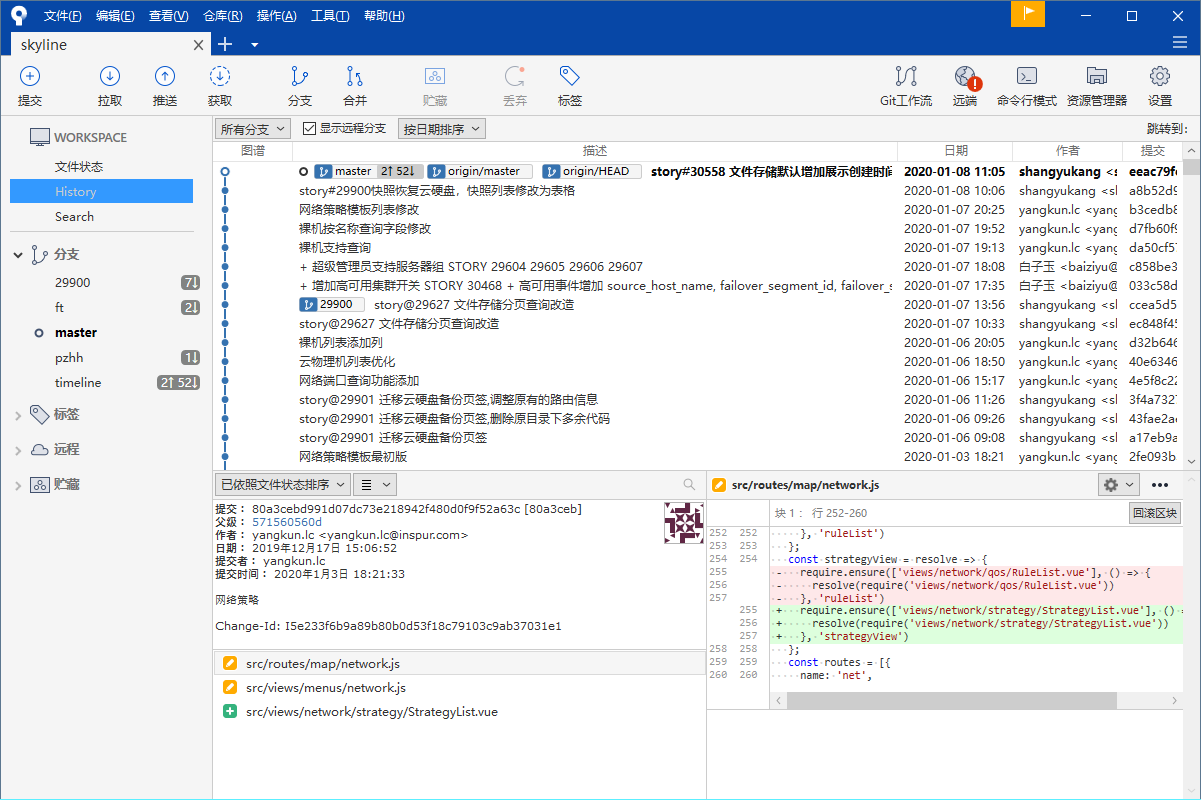 文件(F) 编辑(E) 查看(V) 仓库(R) 操作(A) 工具(T) 帮助(H)
skyline
提交 拉取 推送 获取 分支 合并 贮藏 丢弃 标签 Git工作流 远端 命令行模式 资源管理器 设置
WORKSPACE
文件状态
History
Search
分支
29900 7↓
ft 2↓
master
pzhh 1↓
timeline 2↑ 52↓
标签
远程
贮藏
所有分支 显示远程分支 按日期排序 跳转到:
图谱 描述 日期 作者 提交
master 2↑ 52↓ origin/master origin/HEAD story#30558 文件存储默认增加展示创建时间 2020-01-08 11:05 shangyukang <s eeac79f
story#29900快照恢复云硬盘，快照列表修改为表格 2020-01-08 10:06 shangyukang <sl a8b52d9
网络策略模板列表修改 2020-01-07 20:25 yangkun.lc <yang b3cedb8
裸机按名称查询字段修改 2020-01-07 19:52 yangkun.lc <yang d7fb60f9
裸机支持查询 2020-01-07 19:13 yangkun.lc <yang da50cf57
+ 超级管理员支持服务器组 STORY 29604 29605 29606 29607 2020-01-07 18:08 白子玉 <baiziyu@ c858be3
+ 增加高可用集群开关 STORY 30468 + 高可用事件增加 source_host_name, failover_segment_id, failover_s 2020-01-07 17:35 白子玉 <baiziyu@ 033c58d
29900 story@29627 文件存储分页查询改造 2020-01-07 13:56 shangyukang <sl ccea5d5
story@29627 文件存储分页查询改造 2020-01-07 10:33 shangyukang <sl ec848f45
裸机列表添加列 2020-01-06 20:05 yangkun.lc <yang d32b646
云物理机列表优化 2020-01-06 18:50 yangkun.lc <yang 40e6346
网络端口查询功能添加 2020-01-06 15:17 yangkun.lc <yang 4e5f8c22
story@29901 迁移云硬盘备份页签,调整原有的路由信息 2020-01-06 11:26 shangyukang <sl 3f4a7327
story@29901 迁移云硬盘备份页签,删除原目录下多余代码 2020-01-06 09:26 shangyukang <sl 43fae2a
story@29901 迁移云硬盘备份页签 2020-01-06 09:08 shangyukang <sl a17eb9a
网络策略模板最初版 2020-01-03 18:21 yangkun.lc <yang 2fe093b
已依照文件状态排序
提交： 80a3cebd991d07dc73e218942f480d0f9f52a63c [80a3ceb]
父级： 571560560d
作者： yangkun.lc <yangkun.lc@inspur.com>
日期： 2019年12月17日 15:06:52
提交者： yangkun.lc
提交时间： 2020年1月3日 18:21:33
网络策略
Change-Id: I5e233f6b9a89b80b0d53f18c79103c9ab37031e1
src/routes/map/network.js
src/views/menus/network.js
src/views/network/strategy/StrategyList.vue
src/routes/map/network.js
块 1： 行 252-260 回滚区块
252 252 }, 'ruleList')
253 253 };
254 254 const strategyView = resolve => {
255 - require.ensure(['views/network/qos/RuleList.vue'], () => {
256 - resolve(require('views/network/qos/RuleList.vue'))
257 - }, 'ruleList')
255 + require.ensure(['views/network/strategy/StrategyList.vue'], () =
256 + resolve(require('views/network/strategy/StrategyList.vue'))
257 + }, 'strategyView')
258 258 };
259 259 const routes = [{
260 260 name: 'net',